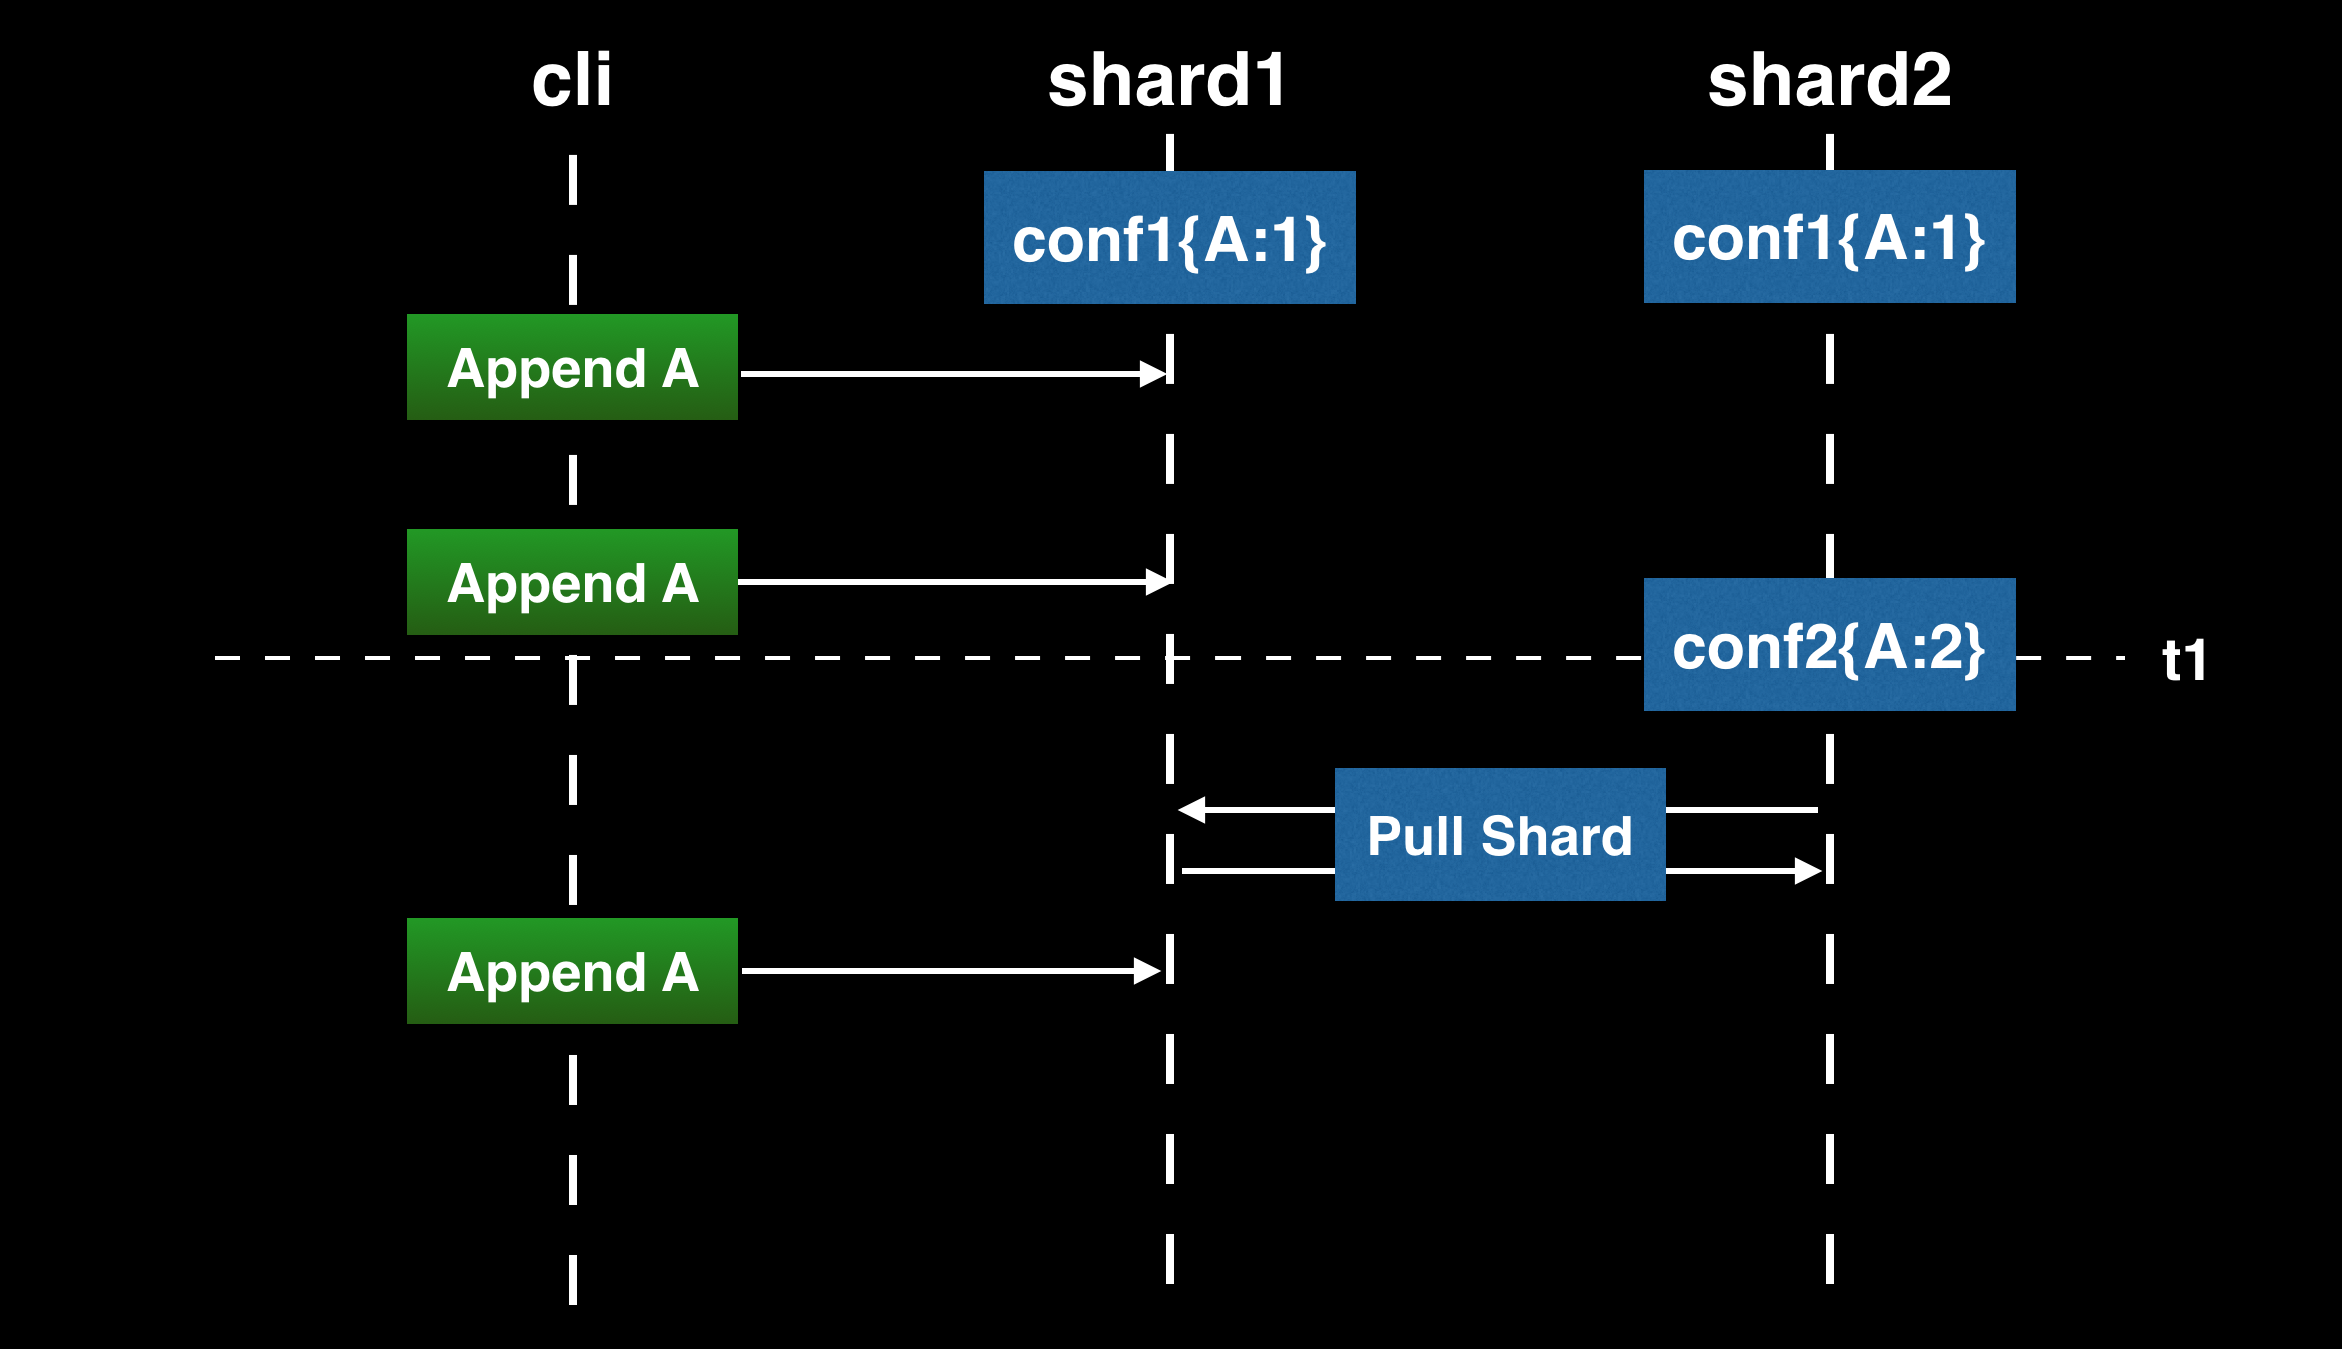 cli
shard1
shard2
conf1{A:1}
conf1{A:1}
Append A
Append A
conf2{A:2}
t1
Pull Shard
Append A